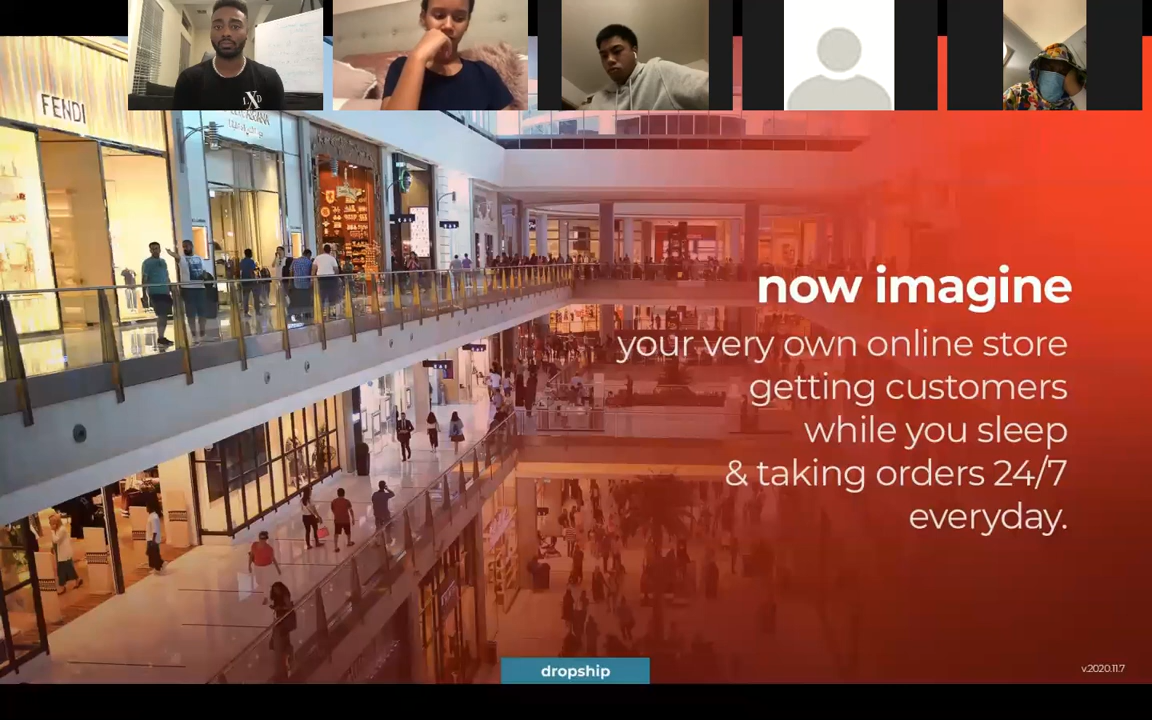 FENDI
LXD
now imagine
your very own online store
getting customers
while you sleep
& taking orders 24/7
everyday.
dropship
v.2020.11.7